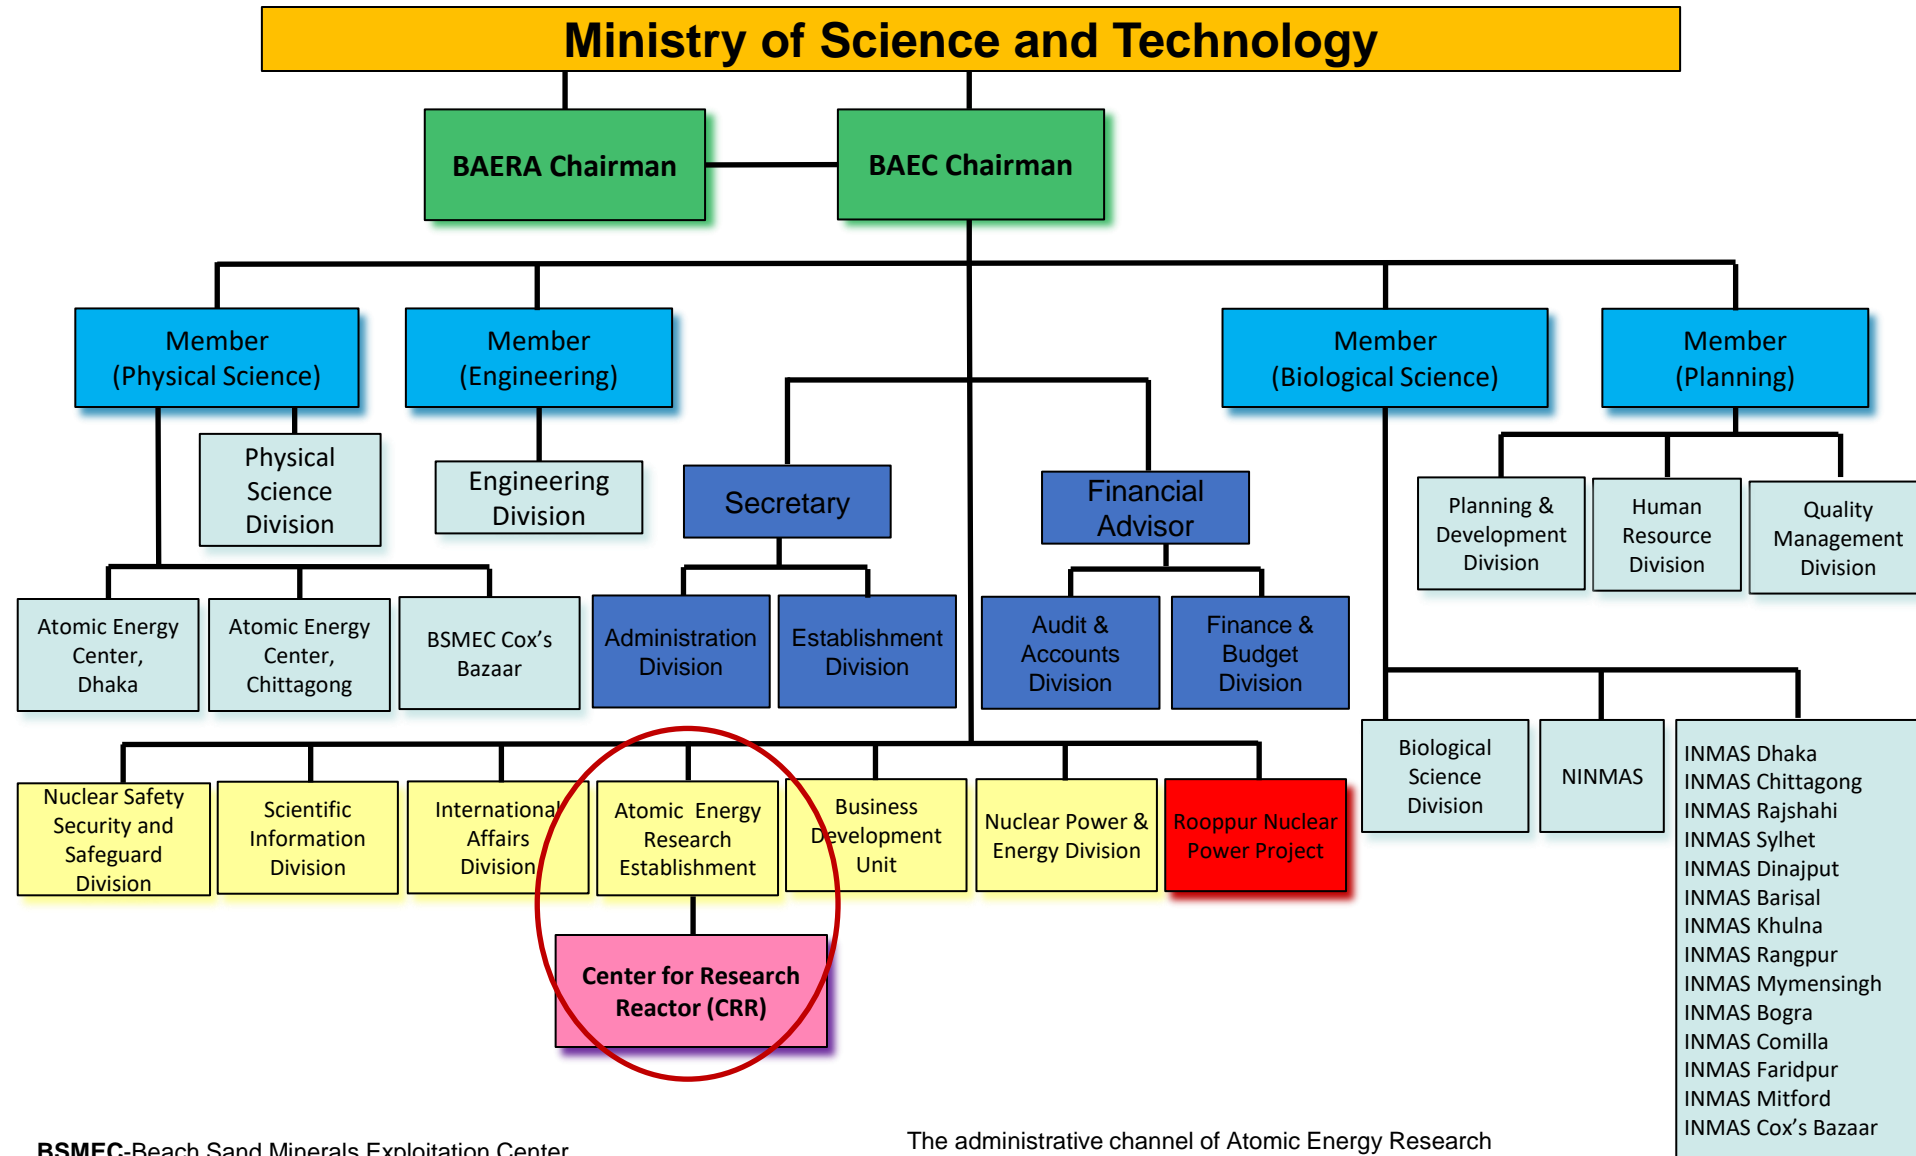 Ministry of Science and Technology
BAERA Chairman
BAEC Chairman
Member
(Physical Science)
Member
(Engineering)
Member
(Biological Science)
Member
(Planning)
Physical
Science
Division
Engineering
Division
Secretary
Financial
Advisor
Planning &
Development
Division
Human
Resource
Division
Quality
Management
Division
Atomic Energy
Center,
Dhaka
Atomic Energy
Center,
Chittagong
BSMEC Cox's
Bazaar
Administration
Division
Establishment
Division
Audit &
Accounts
Division
Finance &
Budget
Division
Biological
Science
Division
NINMAS
INMAS Dhaka
INMAS Chittagong
INMAS Rajshahi
INMAS Sylhet
INMAS Dinajput
INMAS Barisal
INMAS Khulna
INMAS Rangpur
INMAS Mymensingh
INMAS Bogra
INMAS Comilla
INMAS Faridpur
INMAS Mitford
INMAS Cox's Bazaar
Nuclear Safety
Security and
Safeguard
Division
Scientific
Information
Division
International
Affairs
Division
Atomic Energy
Research
Establishment
Business
Development
Unit
Nuclear Power &
Energy Division
Rooppur Nuclear
Power Project
Center for Research
Reactor (CRR)
BSMEC-Beach Sand Minerals Exploitation Center
The administrative channel of Atomic Energy Research